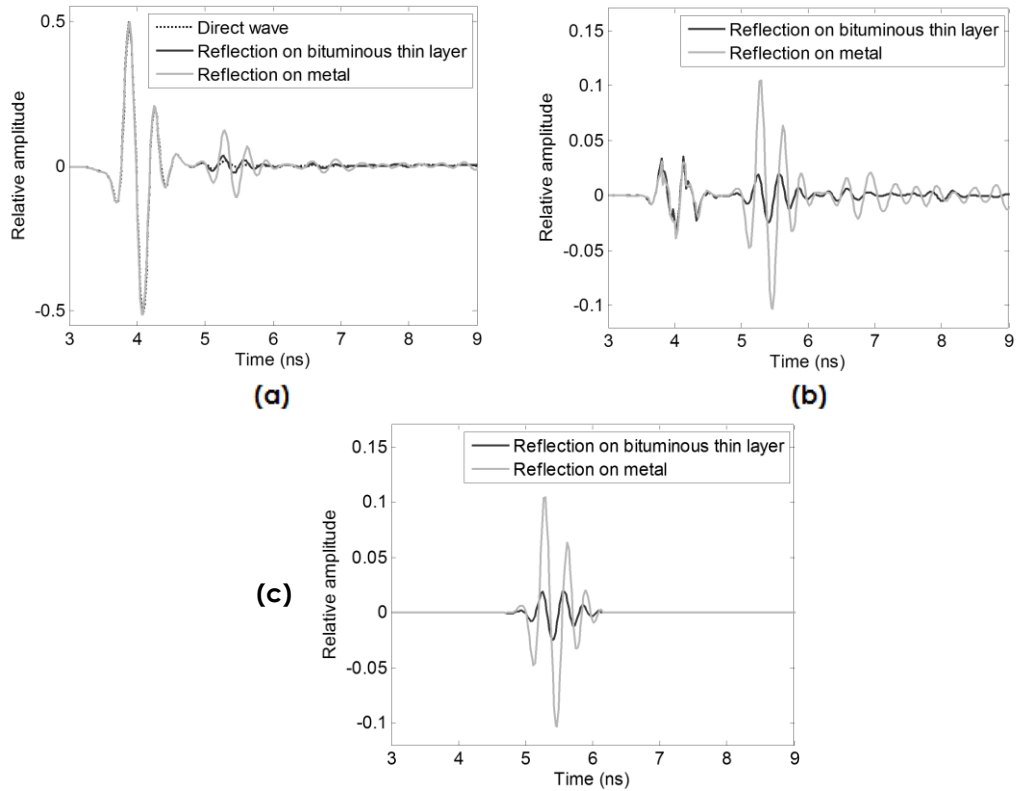 Direct wave
Reflection on bituminous thin layer
Reflection on metal
Relative amplitude
0.5
0
-0.5
3 4 5 6 7 8 9
Time (ns)
(a)
Reflection on bituminous thin layer
Reflection on metal
Relative amplitude
0.15
0.1
0.05
0
-0.05
-0.1
3 4 5 6 7 8 9
Time (ns)
(b)
Reflection on bituminous thin layer
Reflection on metal
(c)
Relative amplitude
0.15
0.1
0.05
0
-0.05
-0.1
3 4 5 6 7 8 9
Time (ns)